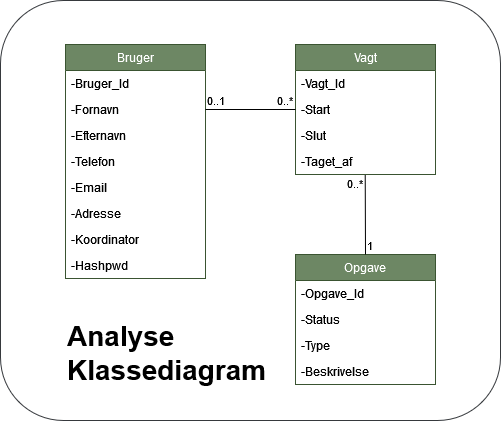 Bruger
-Bruger_Id
-Fornavn
-Efternavn
-Telefon
-Email
-Adresse
-Koordinator
-Hashpwd
0..1
0..*
Vagt
-Vagt_Id
-Start
-Slut
-Taget_af
0..*
1
Opgave
-Opgave_Id
-Status
-Type
-Beskrivelse
Analyse
Klassediagram